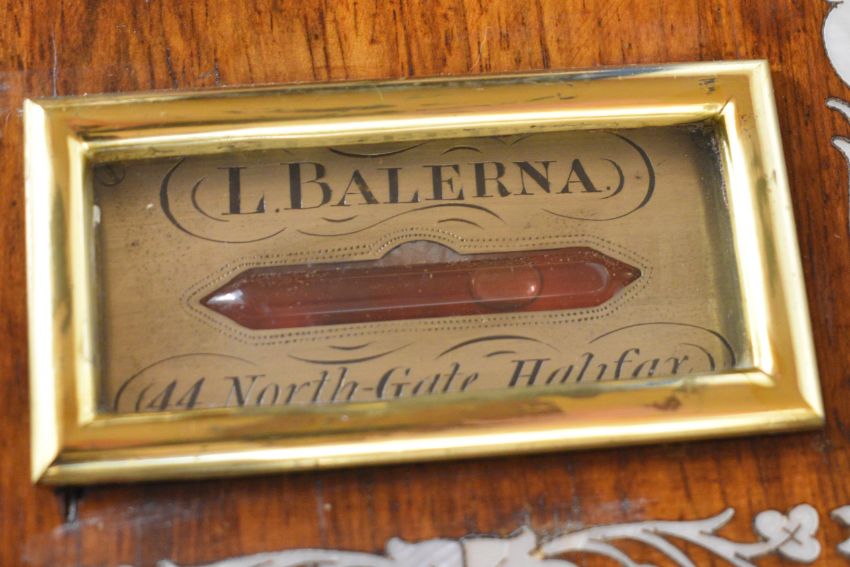 L. BALERNA.
44 North-Gate Halifax